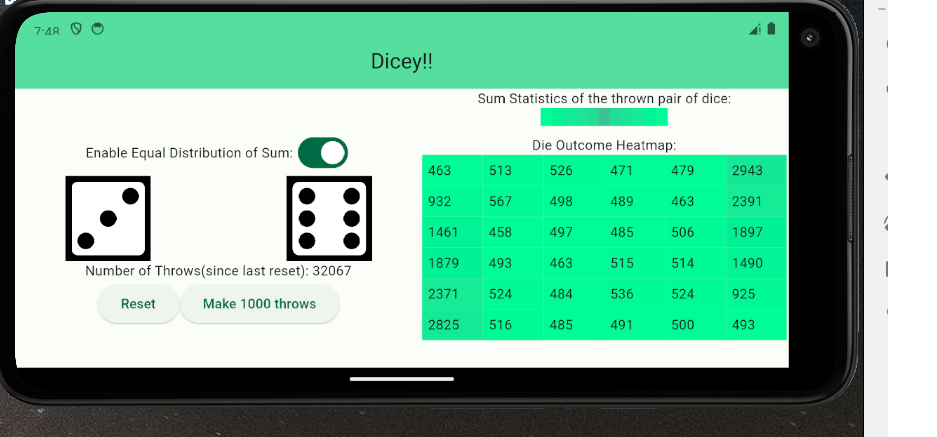 7:48
Dicey!!
Sum Statistics of the thrown pair of dice:
Enable Equal Distribution of Sum:
Die Outcome Heatmap:
463 513 526 471 479 2943
932 567 498 489 463 2391
1461 458 497 485 506 1897
1879 493 463 515 514 1490
2371 524 484 536 524 925
2825 516 485 491 500 493
Number of Throws(since last reset): 32067
Reset
Make 1000 throws